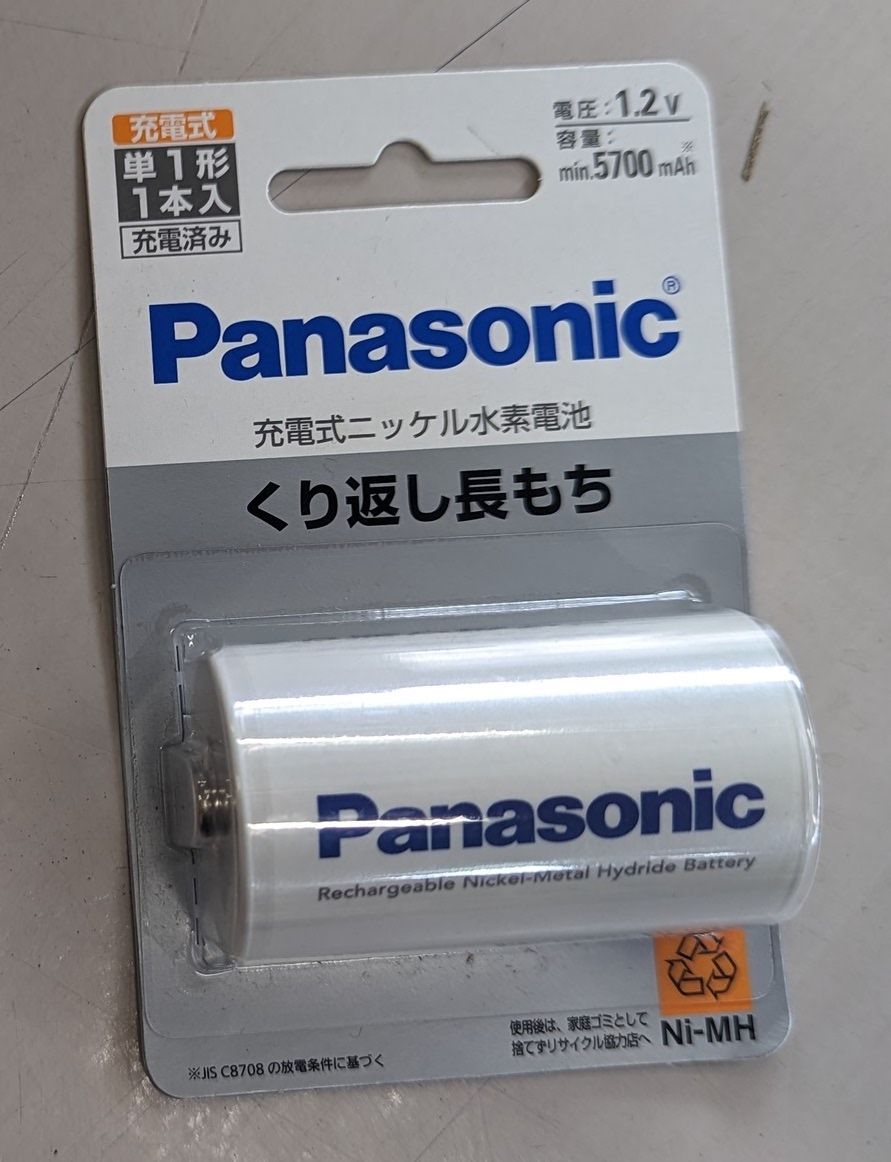 充電式
単1形
1本入
充電済み
電圧:1.2V
容量:
min.5700mAh※
Panasonic®
充電式ニッケル水素電池
くり返し長もち
Panasonic
Rechargeable Nickel-Metal Hydride Battery
※JIS C8708 の放電条件に基づく
使用後は、家庭ゴミとして
捨てずリサイクル協力店へ
Ni-MH